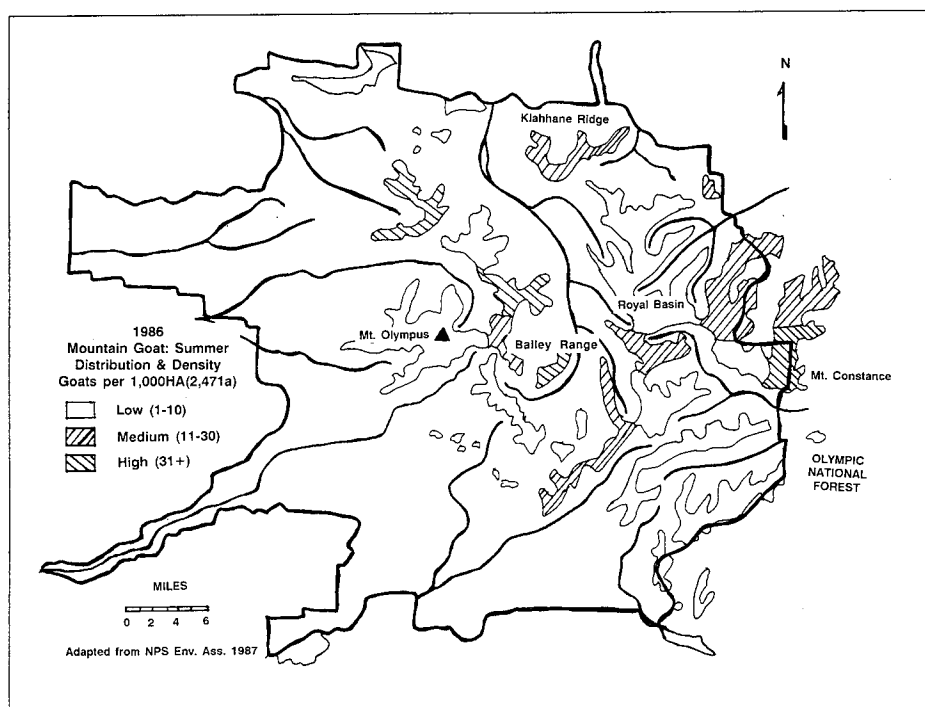 N
Klahhane Ridge
Royal Basin
Mt. Olympus
Bailey Range
Mt. Constance
OLYMPIC
NATIONAL
FOREST
1986
Mountain Goat: Summer
Distribution & Density
Goats per 1,000HA(2,471a)
Low (1-10)
Medium (11-30)
High (31+)
MILES
0 2 4 6
Adapted from NPS Env. Ass. 1987